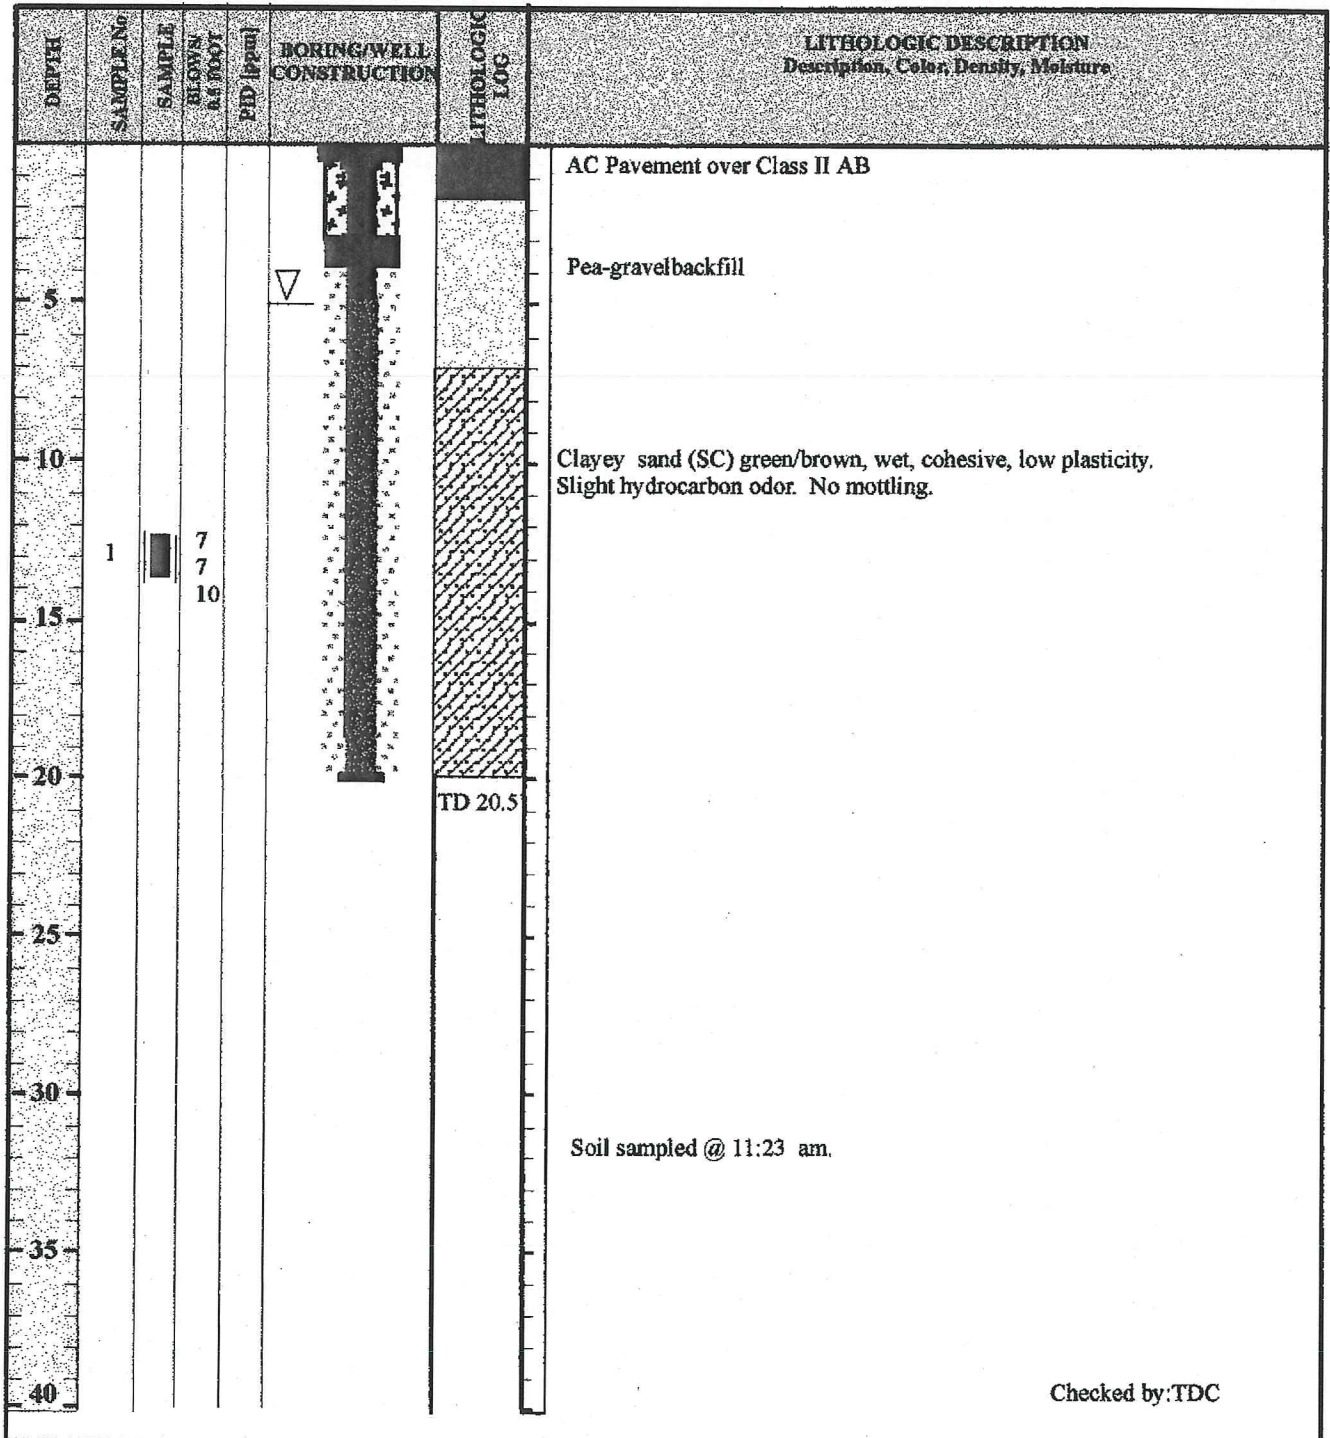 DEPTH
SAMPLE No.
SAMPLE
BLOWS/
0.5 FOOT
PID [ppm]
BORING/WELL
CONSTRUCTION
LITHOLOGIC
LOG
LITHOLOGIC DESCRIPTION
Description, Color, Density, Moisture
AC Pavement over Class II AB
Pea-gravelbackfill
5
10
Clayey sand (SC) green/brown, wet, cohesive, low plasticity.
Slight hydrocarbon odor. No mottling.
1
7
7
10
15
20
TD 20.5'
25
30
Soil sampled @ 11:23 am.
35
40
Checked by:TDC